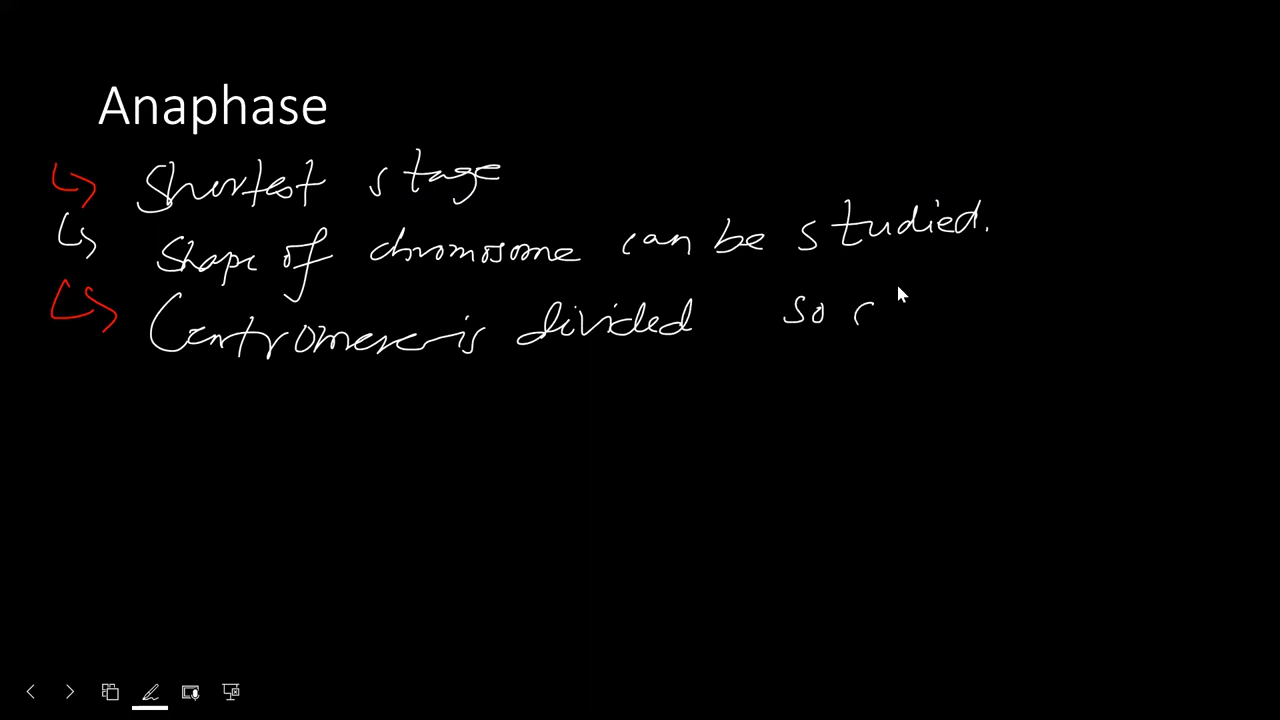 Anaphase
Shortest stage
Shape of chromosome can be studied.
Centromere is divided so